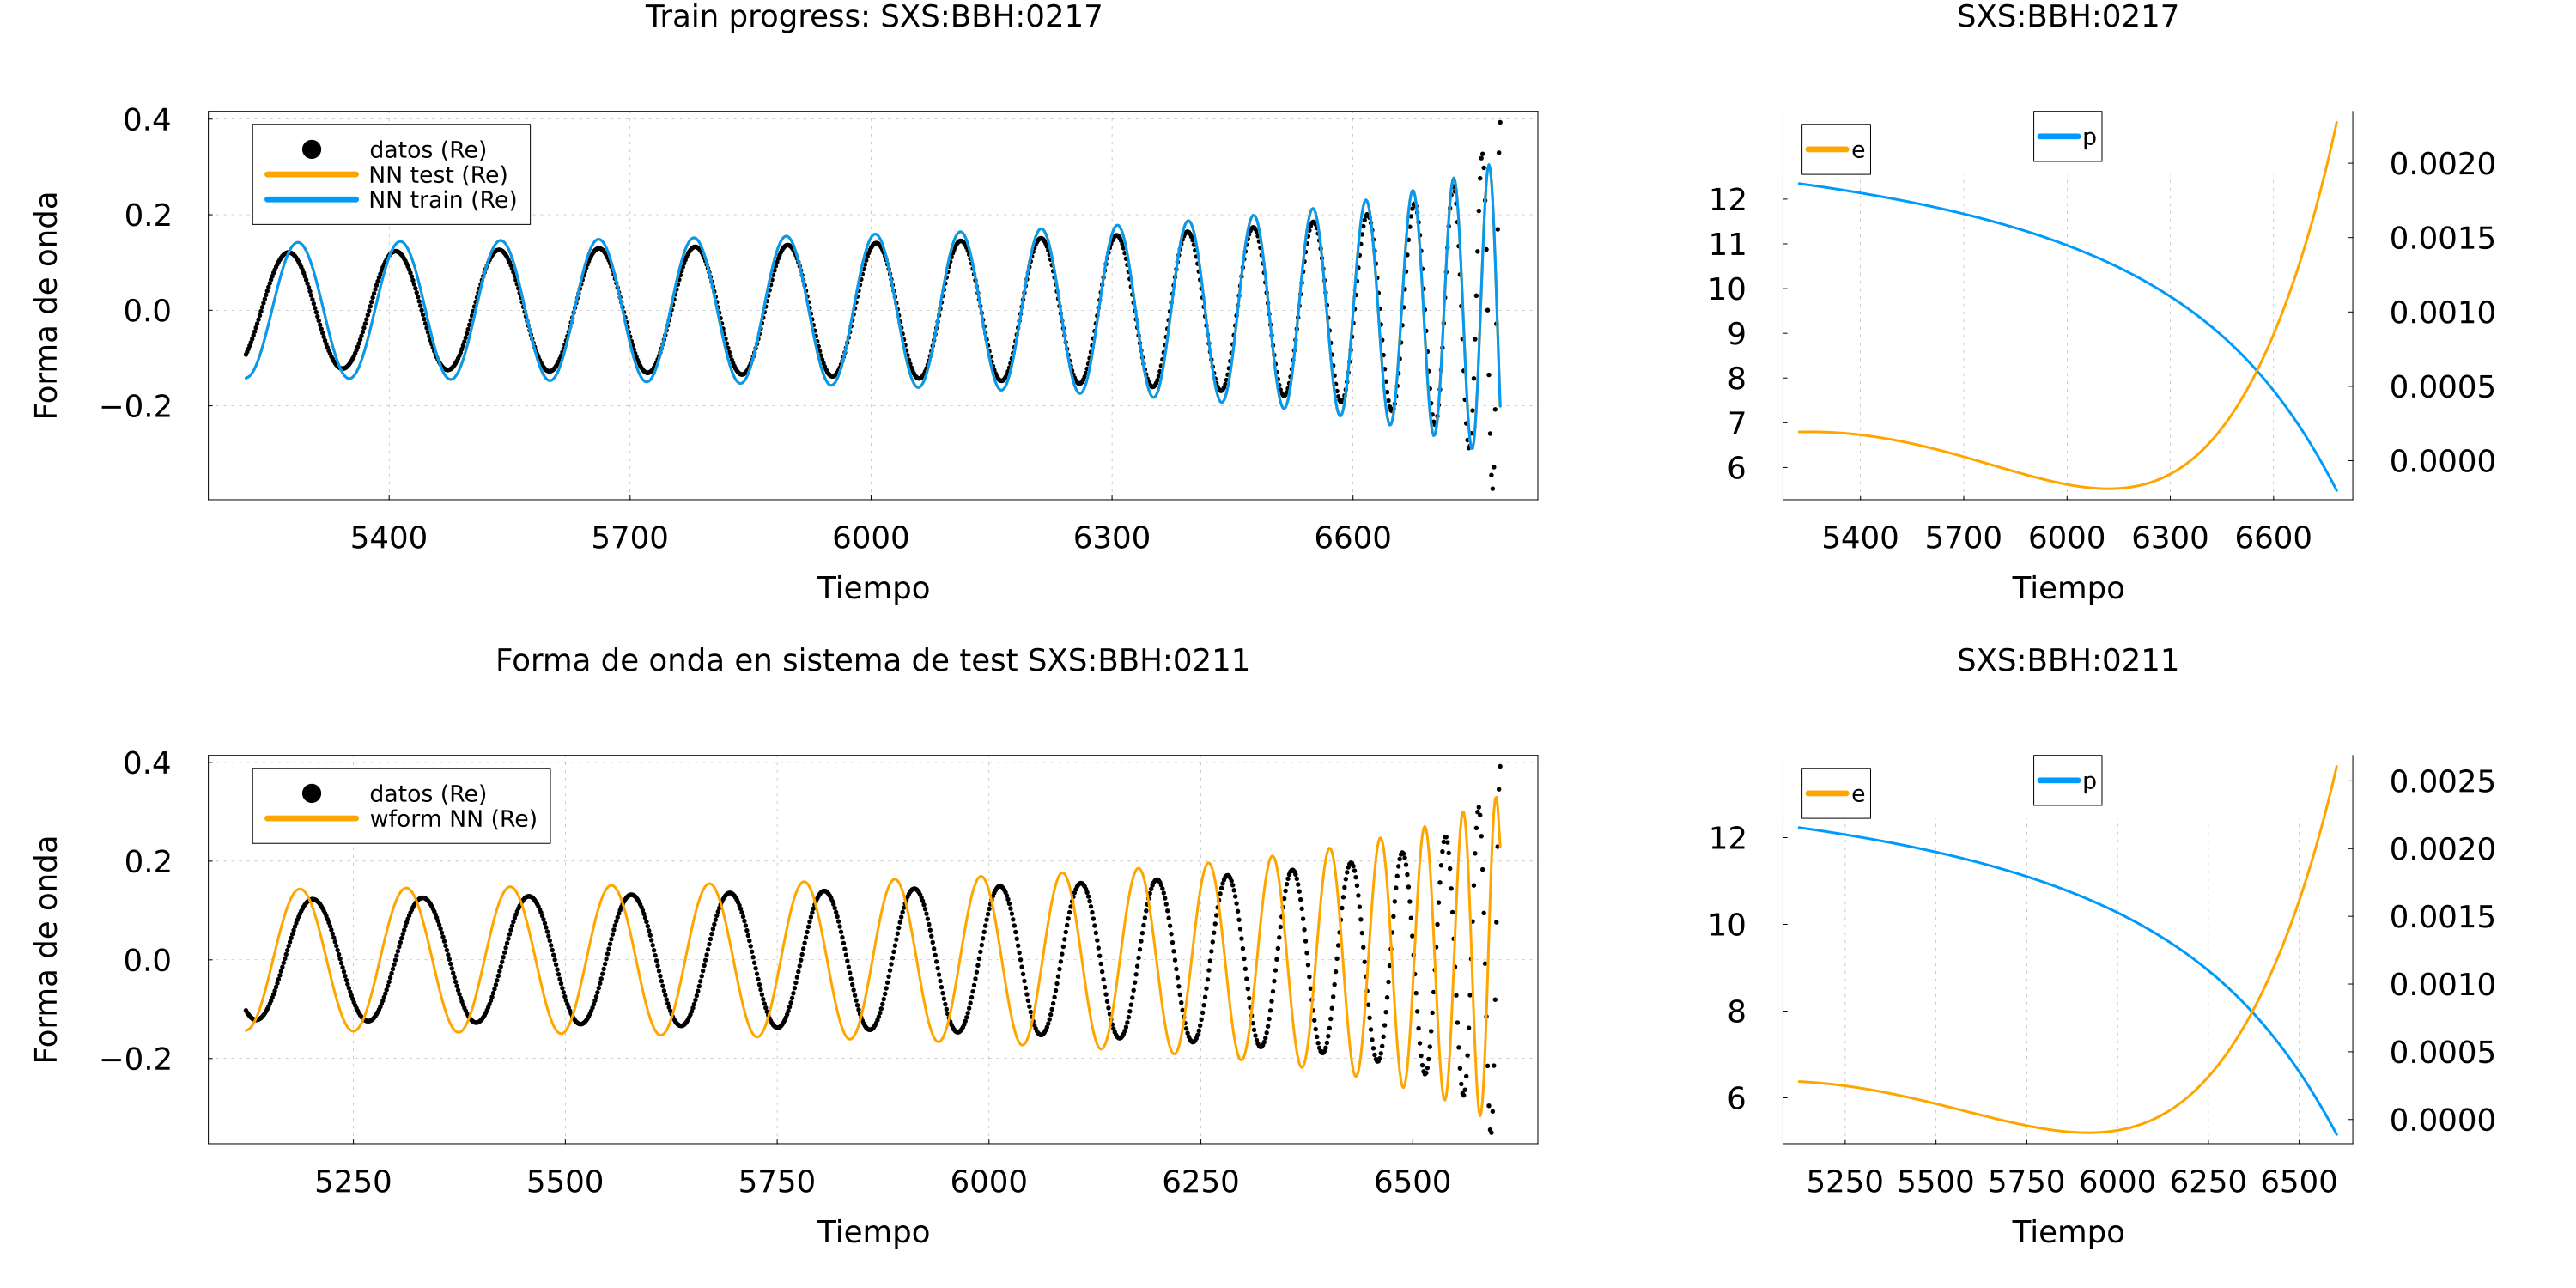 Train progress: SXS:BBH:0217
datos (Re)
NN test (Re)
NN train (Re)
0.4
0.2
0.0
−0.2
Forma de onda
5400 5700 6000 6300 6600
Tiempo
SXS:BBH:0217
e
p
12
11
10
9
8
7
6
0.0020
0.0015
0.0010
0.0005
0.0000
5400 5700 6000 6300 6600
Tiempo
Forma de onda en sistema de test SXS:BBH:0211
datos (Re)
wform NN (Re)
0.4
0.2
0.0
−0.2
Forma de onda
5250 5500 5750 6000 6250 6500
Tiempo
SXS:BBH:0211
e
p
12
10
8
6
0.0025
0.0020
0.0015
0.0010
0.0005
0.0000
5250 5500 5750 6000 6250 6500
Tiempo